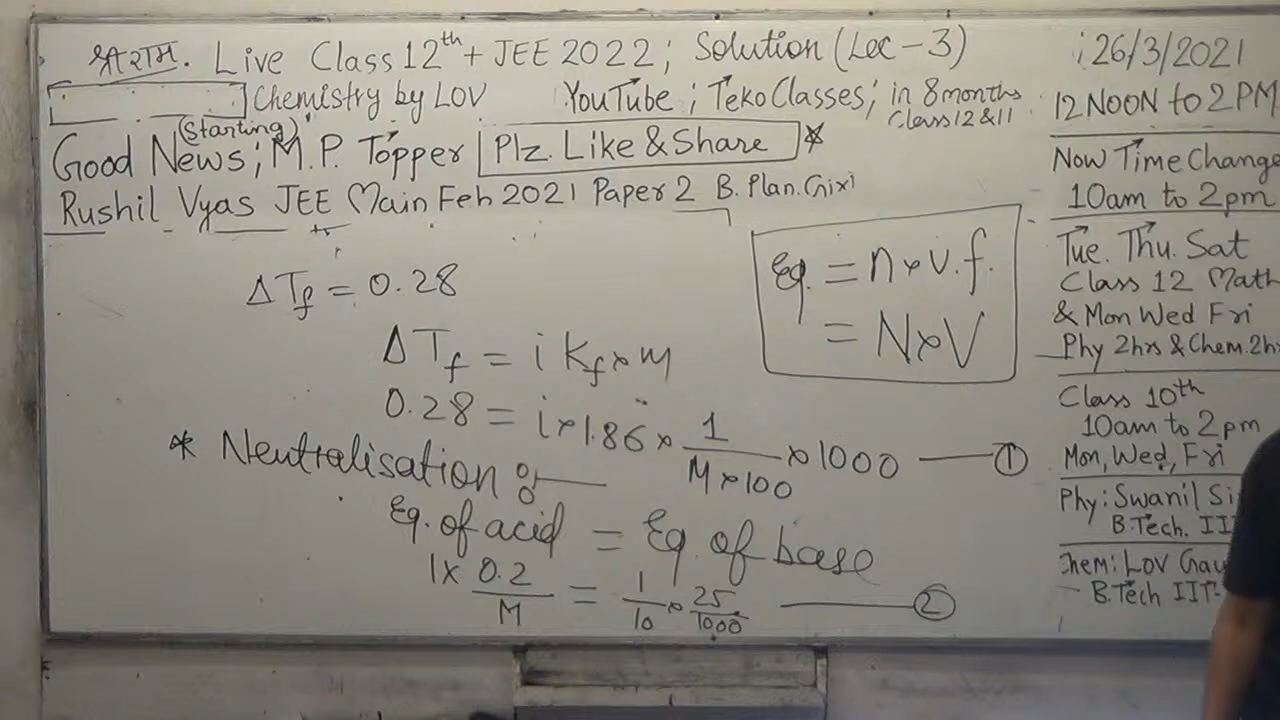 श्री राम. Live Class 12th + JEE 2022 ; Solution (Lec - 3)
Chemistry by LOV YouTube ; TekoClasses ; in 8 months
Class 12 & 11
(Starting)
Good News ; M.P. Topper Plz. Like & Share *
Rushil Vyas JEE Main Feb 2021 Paper 2 B. Plan.
ΔTf = 0.28
ΔTf = i Kf × m
0.28 = i × 1.86 × 1/(M × 100) × 1000 — ①
* Neutralisation :—
Eq. of acid = Eq. of base
1 × 0.2/M = 1/10 × 25/1000 — ②
Eq. = n × v.f.
= N × V
26/3/2021
12 NOON to 2 PM
Now Time Change
10am to 2pm
Tue. Thu. Sat
Class 12 Math
& Mon Wed Fri
Phy 2hrs & Chem. 2h
Class 10th
10am to 2pm
Mon, Wed, Fri
Phy : Swanil Si
B.Tech. II
Chem : LOV Gau
B.Tech IIT-